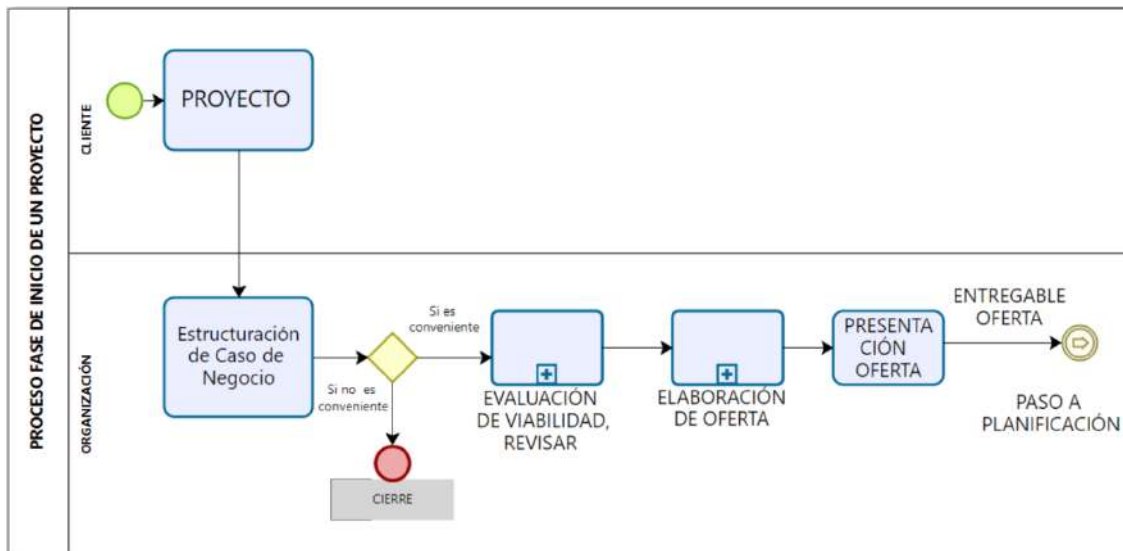 PROCESO FASE DE INICIO DE UN PROYECTO
CLIENTE
PROYECTO
ORGANIZACIÓN
Estructuración
de Caso de
Negocio
Si es
conveniente
Si no es
conveniente
CIERRE
EVALUACIÓN
DE VIABILIDAD,
REVISAR
ELABORACIÓN
DE OFERTA
PRESENTA
CIÓN
OFERTA
ENTREGABLE
OFERTA
PASO A
PLANIFICACIÓN